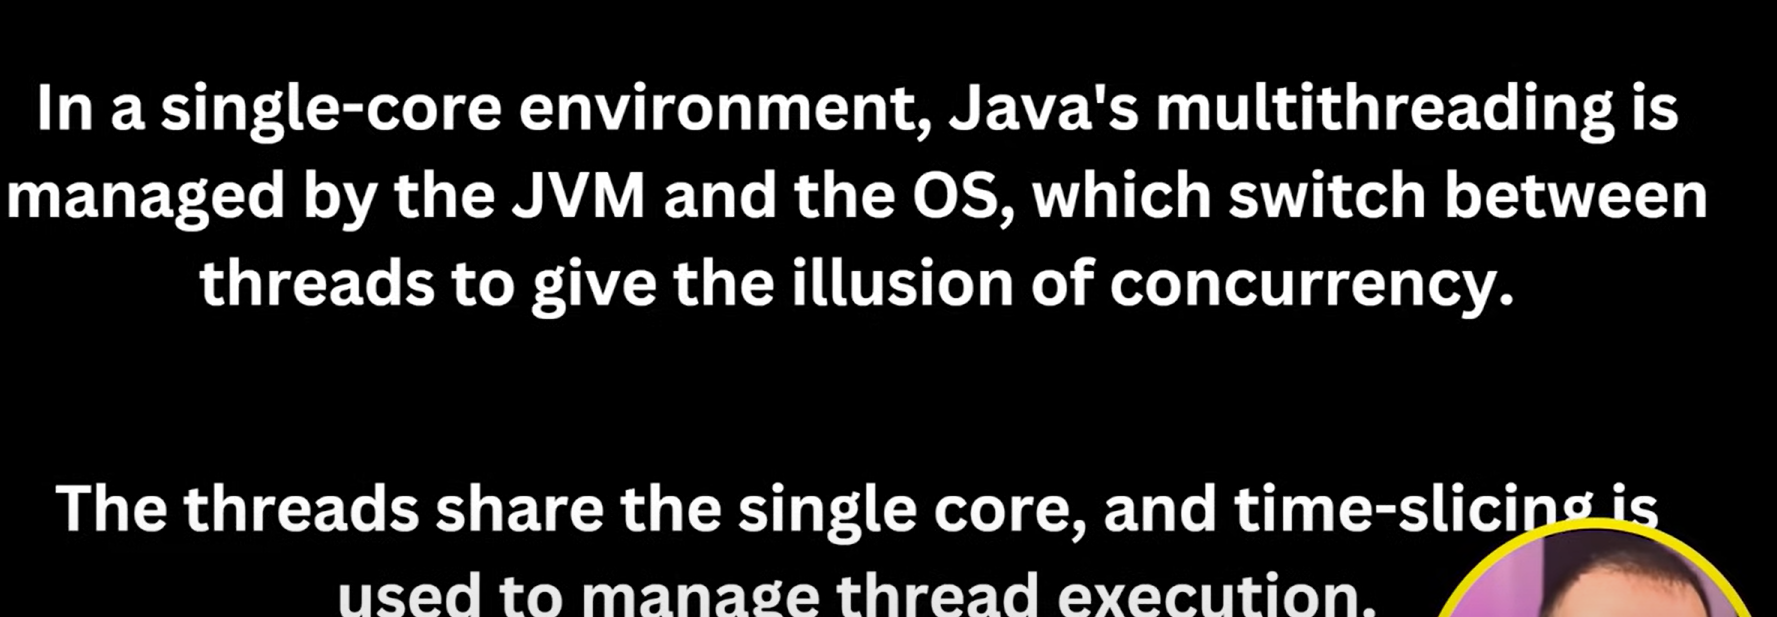 In a single-core environment, Java's multithreading is
managed by the JVM and the OS, which switch between
threads to give the illusion of concurrency.
The threads share the single core, and time-slicing is
used to manage thread execution.